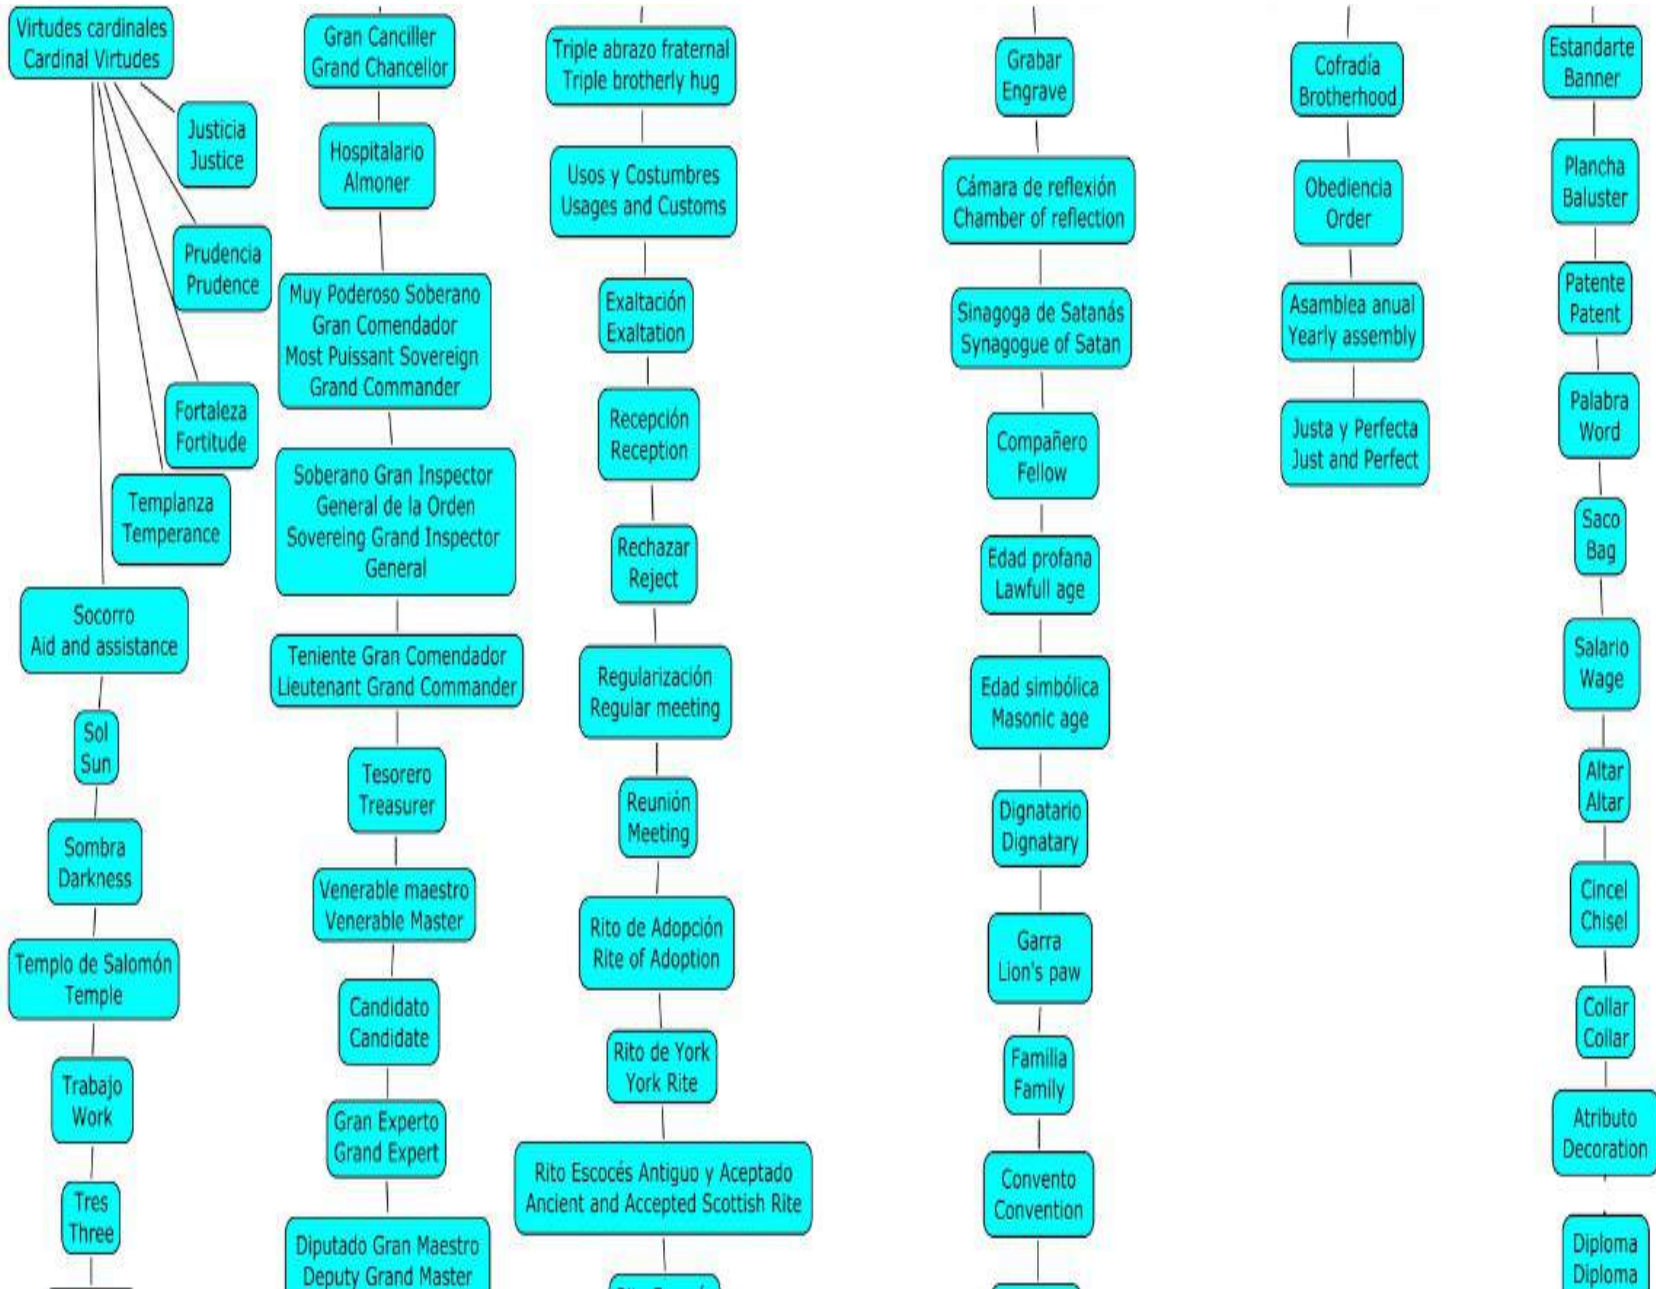 Virtudes cardinales
Cardinal Virtudes
Justicia
Justice
Prudencia
Prudence
Fortaleza
Fortitude
Templanza
Temperance
Socorro
Aid and assistance
Sol
Sun
Sombra
Darkness
Templo de Salomón
Temple
Trabajo
Work
Tres
Three
Gran Canciller
Grand Chancellor
Hospitalario
Almoner
Muy Poderoso Soberano
Gran Comendador
Most Puissant Sovereign
Grand Commander
Soberano Gran Inspector
General de la Orden
Sovereing Grand Inspector
General
Teniente Gran Comendador
Lieutenant Grand Commander
Tesorero
Treasurer
Venerable maestro
Venerable Master
Candidato
Candidate
Gran Experto
Grand Expert
Diputado Gran Maestro
Deputy Grand Master
Triple abrazo fraternal
Triple brotherly hug
Usos y Costumbres
Usages and Customs
Exaltación
Exaltation
Recepción
Reception
Rechazar
Reject
Regularización
Regular meeting
Reunión
Meeting
Rito de Adopción
Rite of Adoption
Rito de York
York Rite
Rito Escocés Antiguo y Aceptado
Ancient and Accepted Scottish Rite
Grabar
Engrave
Cámara de reflexión
Chamber of reflection
Sinagoga de Satanás
Synagogue of Satan
Compañero
Fellow
Edad profana
Lawfull age
Edad simbólica
Masonic age
Dignatario
Dignatary
Garra
Lion's paw
Familia
Family
Convento
Convention
Cofradía
Brotherhood
Obediencia
Order
Asamblea anual
Yearly assembly
Justa y Perfecta
Just and Perfect
Estandarte
Banner
Plancha
Baluster
Patente
Patent
Palabra
Word
Saco
Bag
Salario
Wage
Altar
Altar
Cincel
Chisel
Collar
Collar
Atributo
Decoration
Diploma
Diploma